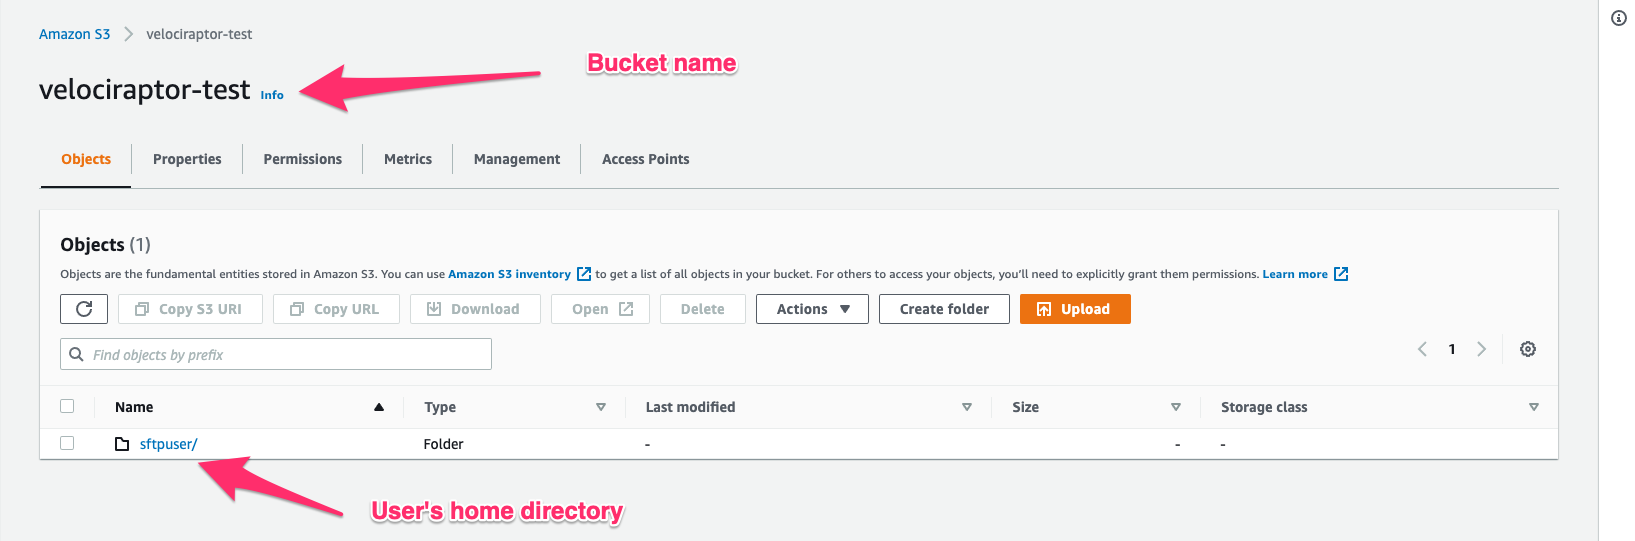 Amazon S3 > velociraptor-test
Bucket name
velociraptor-test Info
Objects Properties Permissions Metrics Management Access Points
Objects (1)
Objects are the fundamental entities stored in Amazon S3. You can use Amazon S3 inventory to get a list of all objects in your bucket. For others to access your objects, you'll need to explicitly grant them permissions. Learn more
Copy S3 URI Copy URL Download Open Delete Actions Create folder Upload
Find objects by prefix
1
Name Type Last modified Size Storage class
sftpuser/ Folder - - -
User's home directory